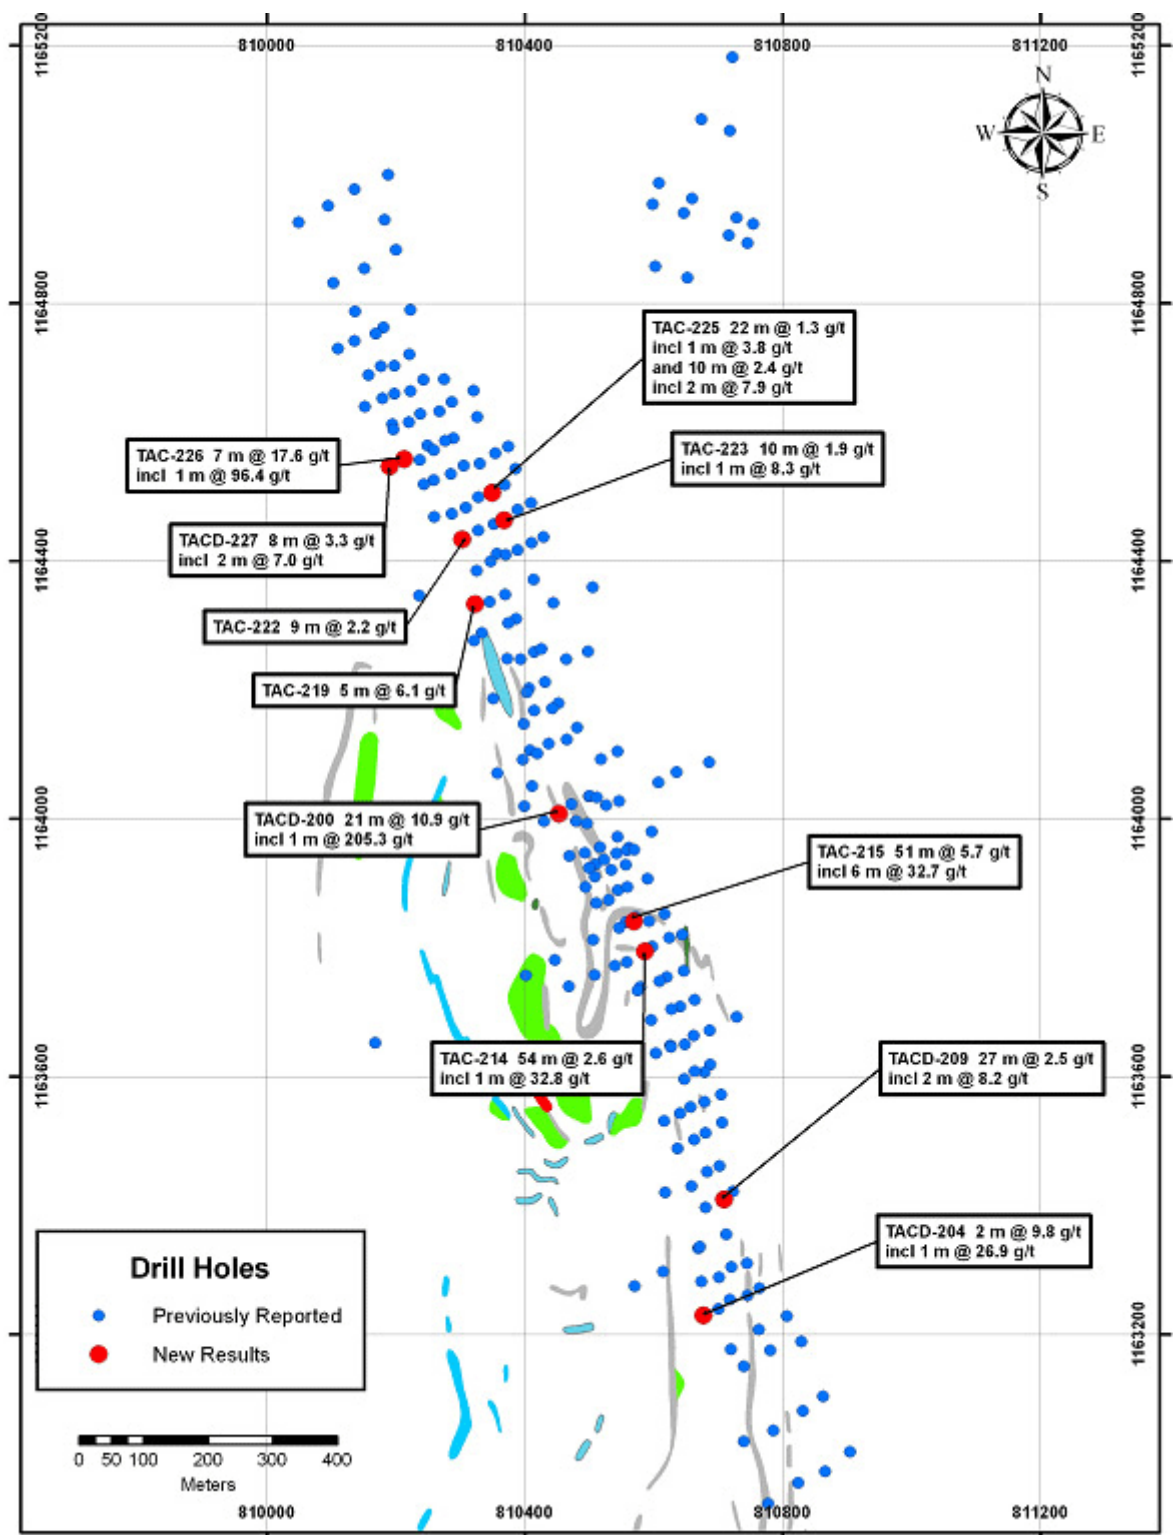 810000 810400 810800 811200
1165200 1165200
N
W E
S
1164800 1164800
TAC-225 22 m @ 1.3 g/t
incl 1 m @ 3.8 g/t
and 10 m @ 2.4 g/t
incl 2 m @ 7.9 g/t
TAC-226 7 m @ 17.6 g/t
incl 1 m @ 96.4 g/t
TAC-223 10 m @ 1.9 g/t
incl 1 m @ 8.3 g/t
TACD-227 8 m @ 3.3 g/t
incl 2 m @ 7.0 g/t
1164400 1164400
TAC-222 9 m @ 2.2 g/t
TAC-219 5 m @ 6.1 g/t
TACD-200 21 m @ 10.9 g/t
incl 1 m @ 205.3 g/t
1164000 1164000
TAC-215 51 m @ 5.7 g/t
incl 6 m @ 32.7 g/t
TAC-214 54 m @ 2.6 g/t
incl 1 m @ 32.8 g/t
TACD-209 27 m @ 2.5 g/t
incl 2 m @ 8.2 g/t
1163600 1163600
TACD-204 2 m @ 9.8 g/t
incl 1 m @ 26.9 g/t
Drill Holes
Previously Reported
New Results
1163200 1163200
0 50 100 200 300 400
Meters
810000 810400 810800 811200